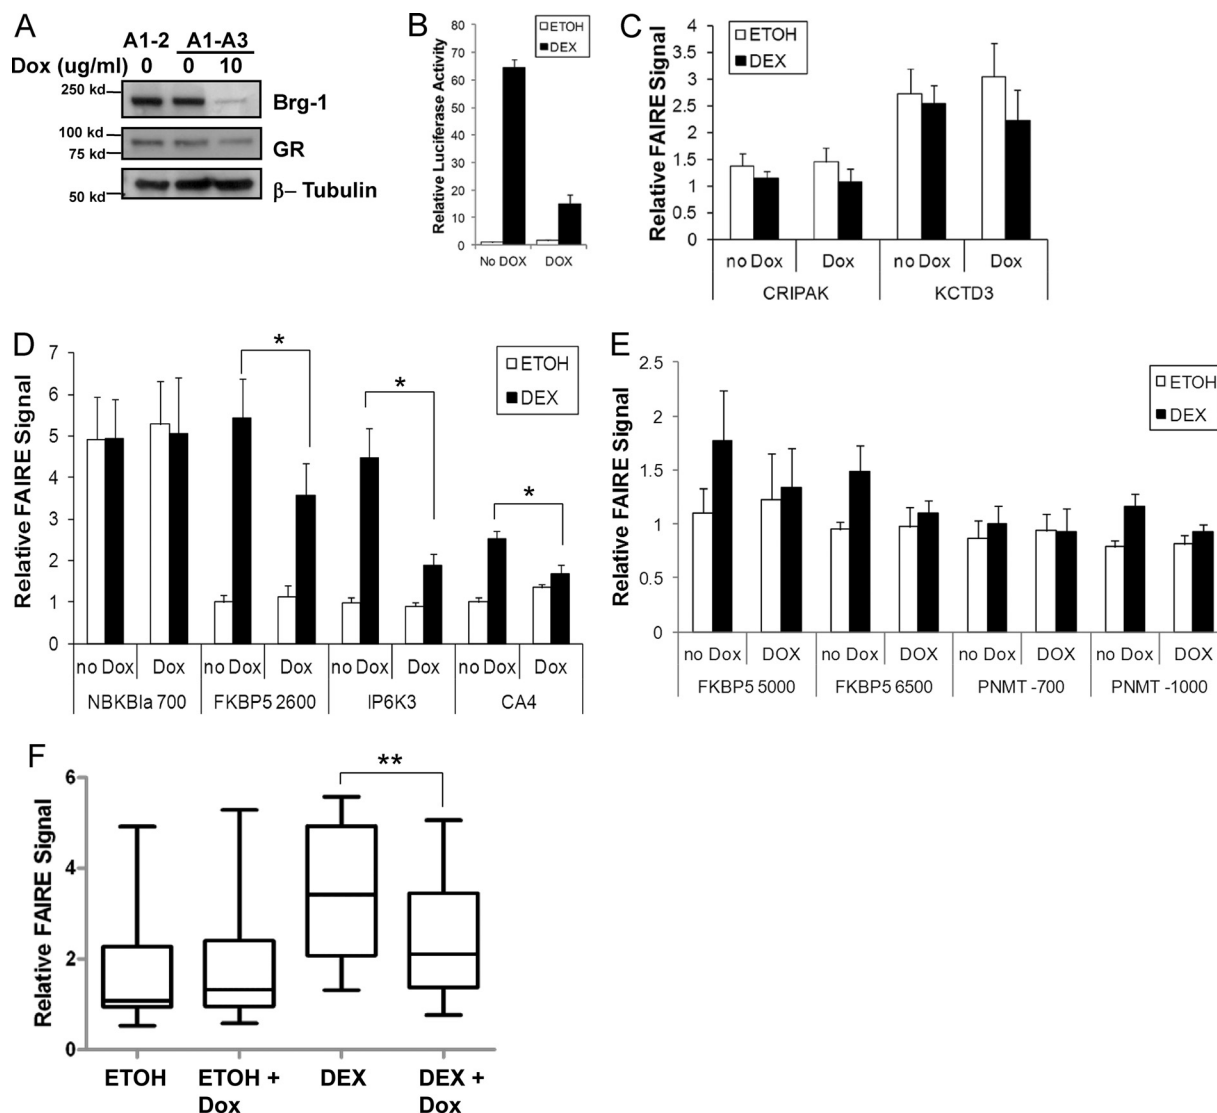 A
A1-2 A1-A3
Dox (ug/ml) 0 0 10
250 kd
Brg-1
100 kd
75 kd
GR
50 kd
β– Tubulin
B
Relative Luciferase Activity
80
70
60
50
40
30
20
10
0
ETOH
DEX
No DOX DOX
C
Relative FAIRE Signal
4
3.5
3
2.5
2
1.5
1
0.5
0
ETOH
DEX
no Dox Dox no Dox Dox
CRIPAK KCTD3
D
Relative FAIRE Signal
7
6
5
4
3
2
1
0
* * *
ETOH
DEX
no Dox Dox no Dox Dox no Dox Dox no Dox Dox
NBKBIa 700 FKBP5 2600 IP6K3 CA4
E
Relative FAIRE Signal
2.5
2
1.5
1
0.5
0
ETOH
DEX
no Dox DOX no Dox DOX no Dox DOX no Dox DOX
FKBP5 5000 FKBP5 6500 PNMT -700 PNMT -1000
F
Relative FAIRE Signal
6
4
2
0
**
ETOH ETOH + DEX DEX +
Dox Dox